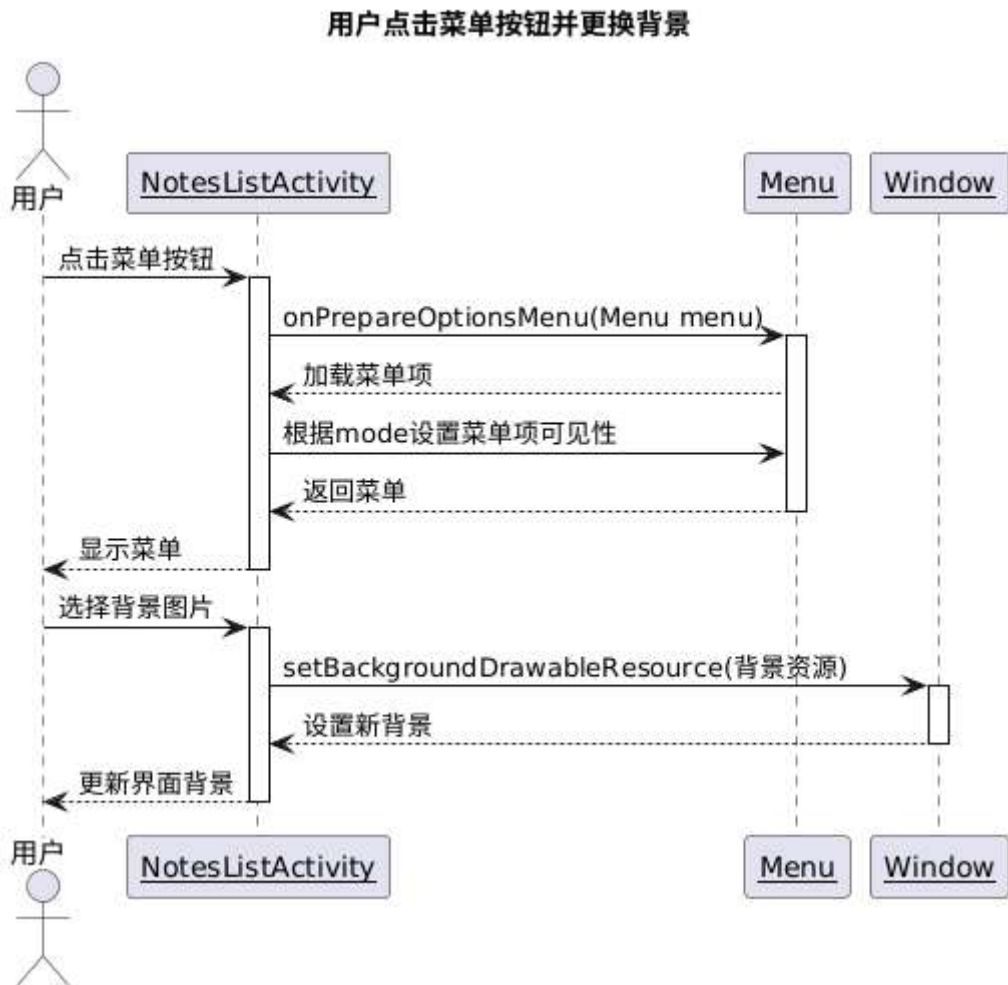 用户点击菜单按钮并更换背景
用户
NotesListActivity
Menu
Window
点击菜单按钮
onPrepareOptionsMenu(Menu menu)
加载菜单项
根据mode设置菜单项可见性
返回菜单
显示菜单
选择背景图片
setBackgroundDrawableResource(背景资源)
设置新背景
更新界面背景
用户
NotesListActivity
Menu
Window